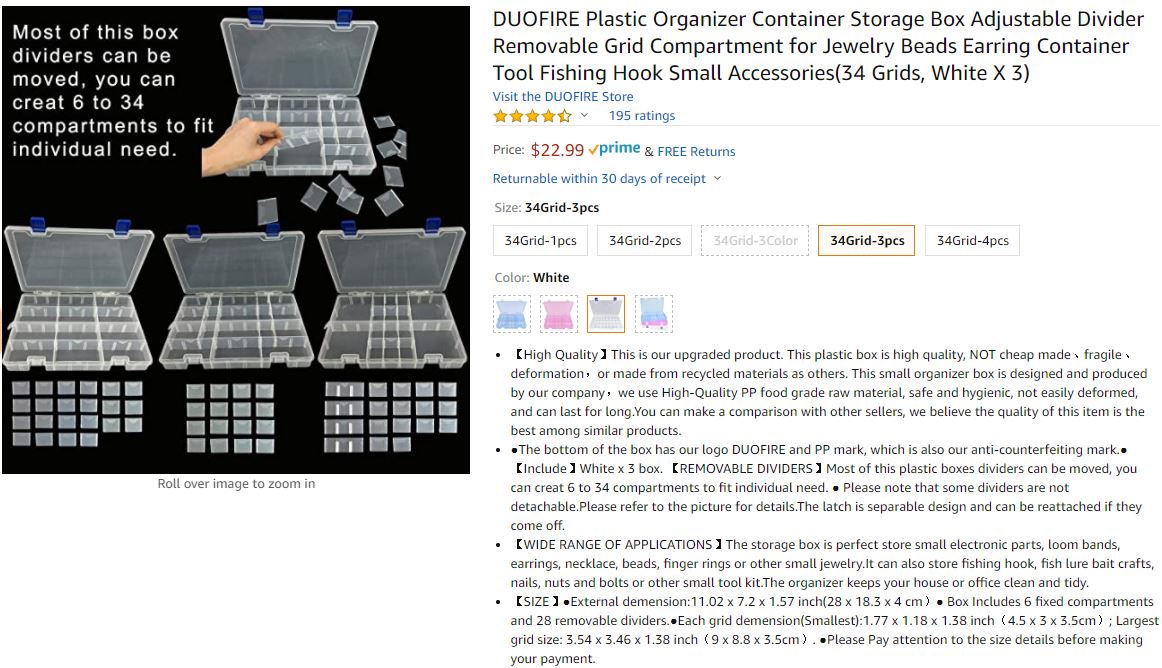 Most of this box
dividers can be
moved, you can
creat 6 to 34
compartments to fit
individual need.
Roll over image to zoom in
DUOFIRE Plastic Organizer Container Storage Box Adjustable Divider
Removable Grid Compartment for Jewelry Beads Earring Container
Tool Fishing Hook Small Accessories(34 Grids, White X 3)
Visit the DUOFIRE Store
195 ratings
Price: $22.99 prime & FREE Returns
Returnable within 30 days of receipt
Size: 34Grid-3pcs
34Grid-1pcs 34Grid-2pcs 34Grid-3Color 34Grid-3pcs 34Grid-4pcs
Color: White
• 【High Quality】This is our upgraded product. This plastic box is high quality, NOT cheap made、fragile、
deformation，or made from recycled materials as others. This small organizer box is designed and produced
by our company，we use High-Quality PP food grade raw material, safe and hygienic, not easily deformed,
and can last for long.You can make a comparison with other sellers, we believe the quality of this item is the
best among similar products.
• ●The bottom of the box has our logo DUOFIRE and PP mark, which is also our anti-counterfeiting mark.●
【Include】White x 3 box. 【REMOVABLE DIVIDERS】Most of this plastic boxes dividers can be moved, you
can creat 6 to 34 compartments to fit individual need. ● Please note that some dividers are not
detachable.Please refer to the picture for details.The latch is separable design and can be reattached if they
come off.
• 【WIDE RANGE OF APPLICATIONS】The storage box is perfect store small electronic parts, loom bands,
earrings, necklace, beads, finger rings or other small jewelry.It can also store fishing hook, fish lure bait crafts,
nails, nuts and bolts or other small tool kit.The organizer keeps your house or office clean and tidy.
• 【SIZE】●External demension:11.02 x 7.2 x 1.57 inch(28 x 18.3 x 4 cm）● Box Includes 6 fixed compartments
and 28 removable dividers.●Each grid demension(Smallest):1.77 x 1.18 x 1.38 inch（4.5 x 3 x 3.5cm）; Largest
grid size: 3.54 x 3.46 x 1.38 inch（9 x 8.8 x 3.5cm）. ●Please Pay attention to the size details before making
your payment.